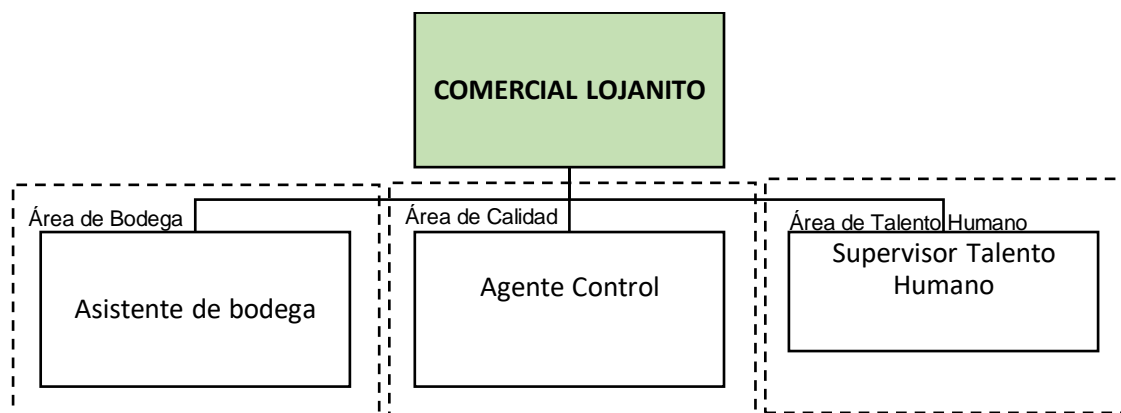 COMERCIAL LOJANITO
Área de Bodega
Área de Calidad
Área de Talento Humano
Asistente de bodega
Agente Control
Supervisor Talento
Humano